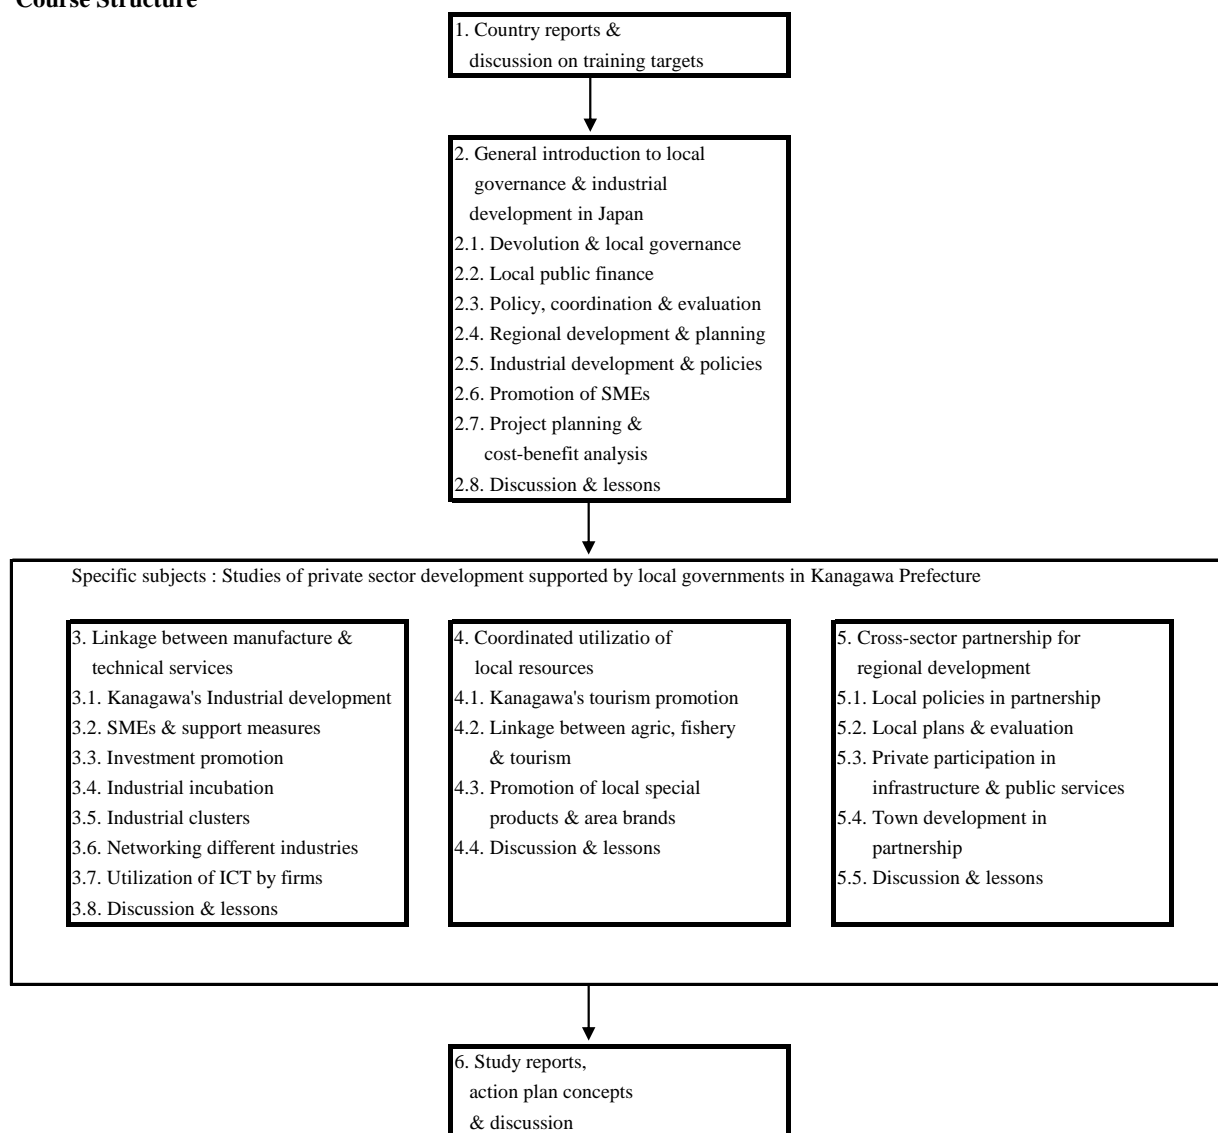 Course Structure
1. Country reports &
discussion on training targets
2. General introduction to local
governance & industrial
development in Japan
2.1. Devolution & local governance
2.2. Local public finance
2.3. Policy, coordination & evaluation
2.4. Regional development & planning
2.5. Industrial development & policies
2.6. Promotion of SMEs
2.7. Project planning &
cost-benefit analysis
2.8. Discussion & lessons
Specific subjects : Studies of private sector development supported by local governments in Kanagawa Prefecture
3. Linkage between manufacture &
technical services
3.1. Kanagawa's Industrial development
3.2. SMEs & support measures
3.3. Investment promotion
3.4. Industrial incubation
3.5. Industrial clusters
3.6. Networking different industries
3.7. Utilization of ICT by firms
3.8. Discussion & lessons
4. Coordinated utilizatio of
local resources
4.1. Kanagawa's tourism promotion
4.2. Linkage between agric, fishery
& tourism
4.3. Promotion of local special
products & area brands
4.4. Discussion & lessons
5. Cross-sector partnership for
regional development
5.1. Local policies in partnership
5.2. Local plans & evaluation
5.3. Private participation in
infrastructure & public services
5.4. Town development in
partnership
5.5. Discussion & lessons
6. Study reports,
action plan concepts
& discussion